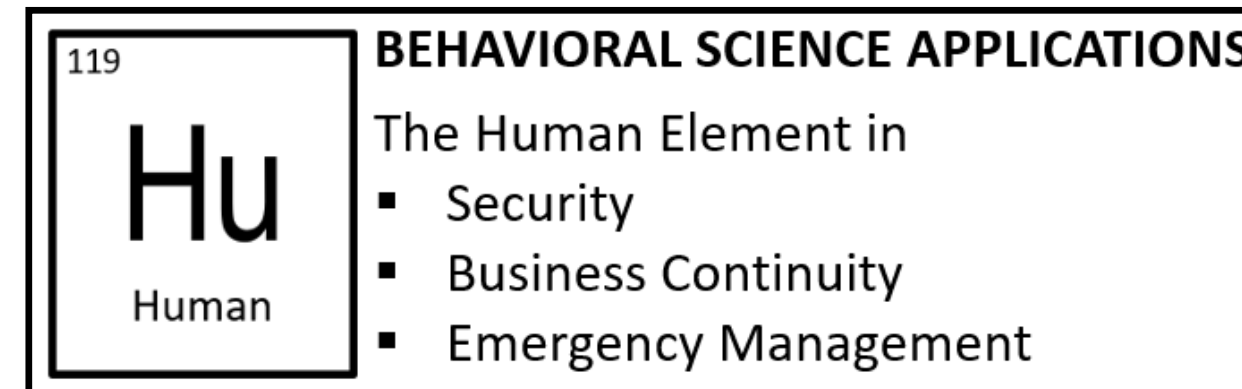 119
Hu
Human
BEHAVIORAL SCIENCE APPLICATIONS
The Human Element in
▪ Security
▪ Business Continuity
▪ Emergency Management